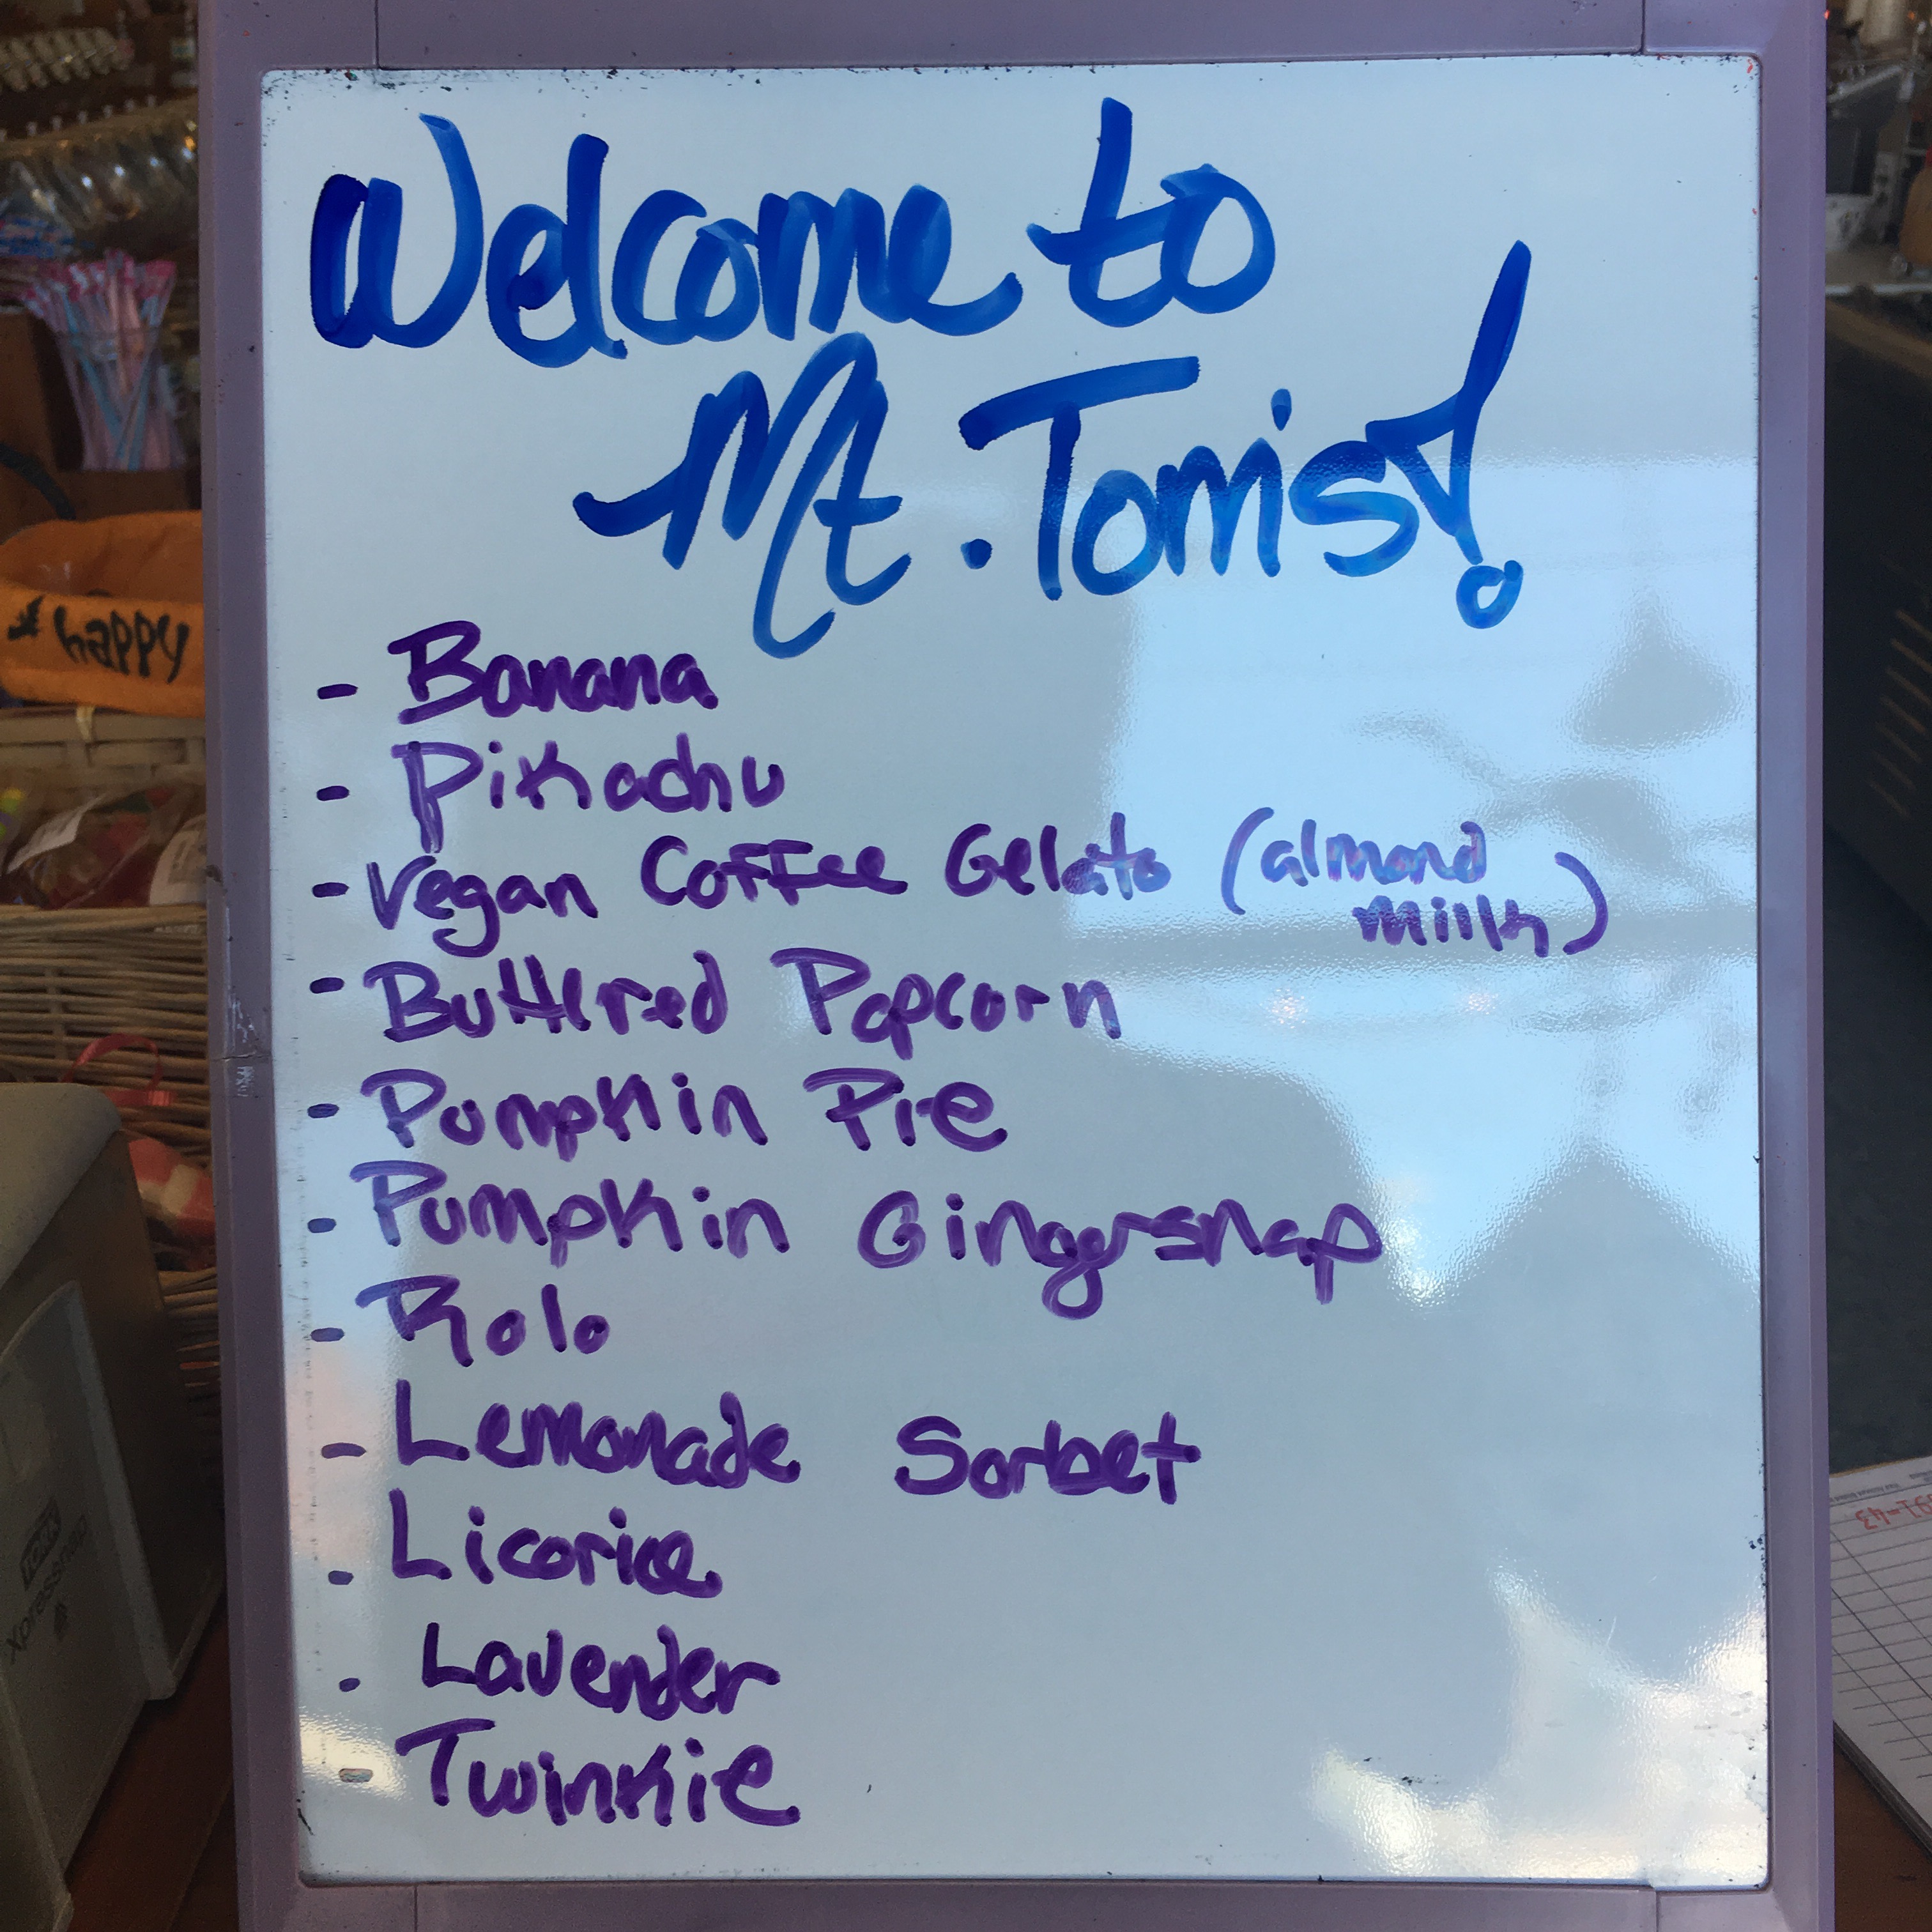 Welcome to
Mt. Tom's!
- Banana
- Pikachu
- Vegan Coffee Gelato (almond
milk)
- Buttered Popcorn
- Pumpkin Pie
- Pumpkin Gingersnap
- Rolo
- Lemonade Sorbet
- Licorice
- Lavender
- Twinkie
happy
Xpressnap